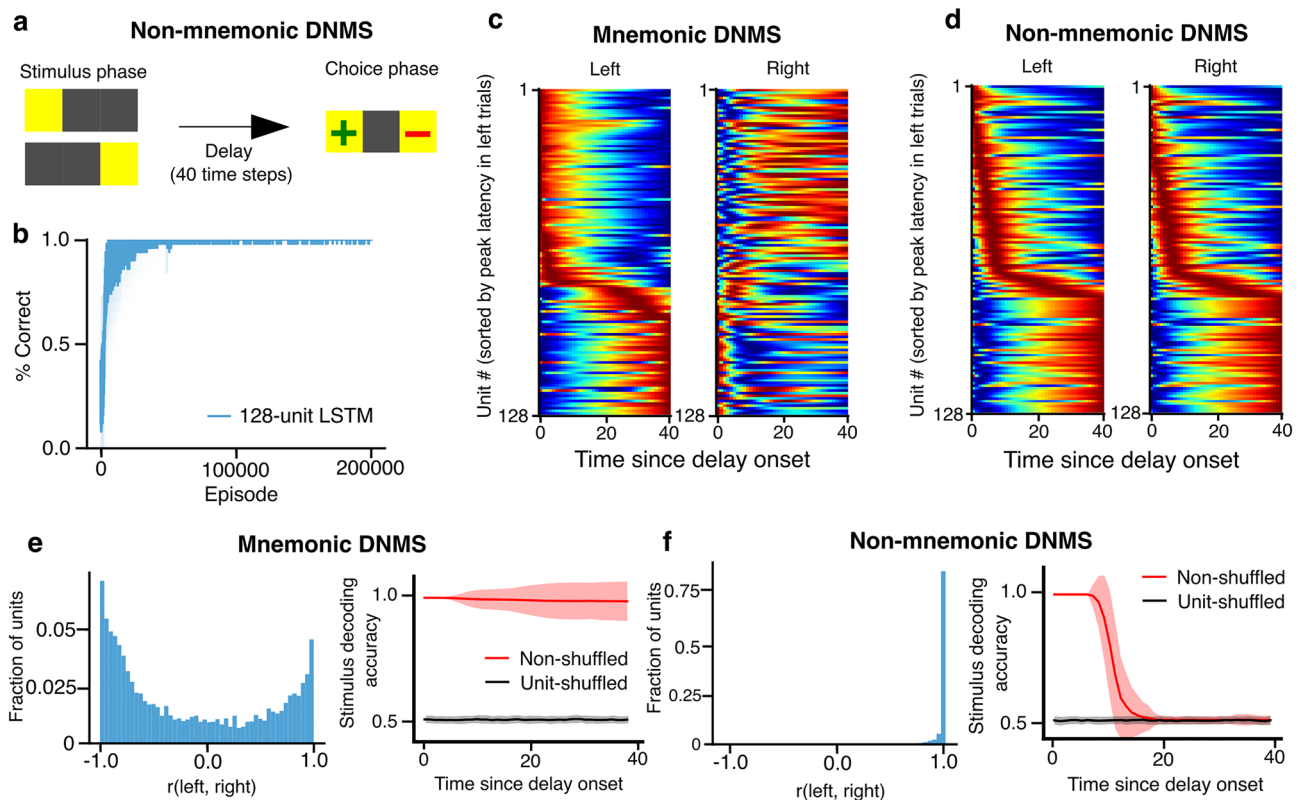 a
Non-mnemonic DNMS
Stimulus phase
Choice phase
+
−
Delay
(40 time steps)
b
1.0
0.5
0.0
% Correct
128-unit LSTM
0
100000
200000
Episode
c
Mnemonic DNMS
Left
Right
Unit # (sorted by peak latency in left trials)
1
1
128
128
0
20
40
0
20
40
Time since delay onset
d
Non-mnemonic DNMS
Left
Right
Unit # (sorted by peak latency in left trials)
1
1
128
128
0
20
40
0
20
40
Time since delay onset
e
Mnemonic DNMS
Fraction of units
0.05
0.025
0
-1.0
0.0
1.0
r(left, right)
Stimulus decoding
accuracy
1.0
0.5
Non-shuffled
Unit-shuffled
0
20
40
Time since delay onset
f
Non-mnemonic DNMS
Fraction of units
0.75
0.5
0.25
0
-1.0
0.0
1.0
r(left, right)
Stimulus decoding
accuracy
1.0
0.5
Non-shuffled
Unit-shuffled
0
20
40
Time since delay onset